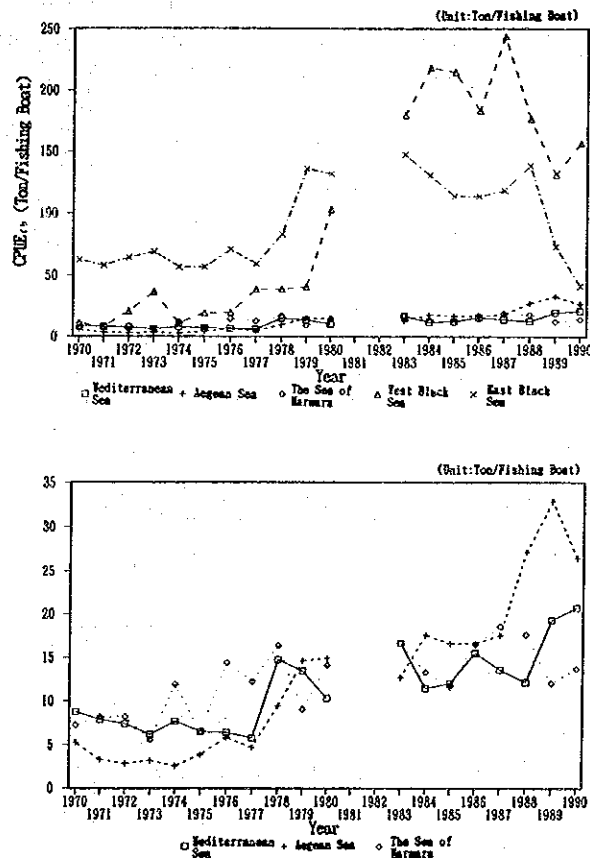 (Unit:Ton/Fishing Boat)
250
200
150
100
50
0
CPUE (Ton/Fishing Boat)
1970 1972 1974 1976 1978 1980 1982 1984 1986 1988 1990
1971 1973 1975 1977 1979 1981 1983 1985 1987 1989
Year
Mediterranean Sea
Aegean Sea
The Sea of Marmara
West Black Sea
East Black Sea
(Unit:Ton/Fishing Boat)
35
30
25
20
15
10
5
0
1970 1972 1974 1976 1978 1980 1982 1984 1986 1988 1990
1971 1973 1975 1977 1979 1981 1983 1985 1987 1989
Year
Mediterranean Sea
Aegean Sea
The Sea of Marmara